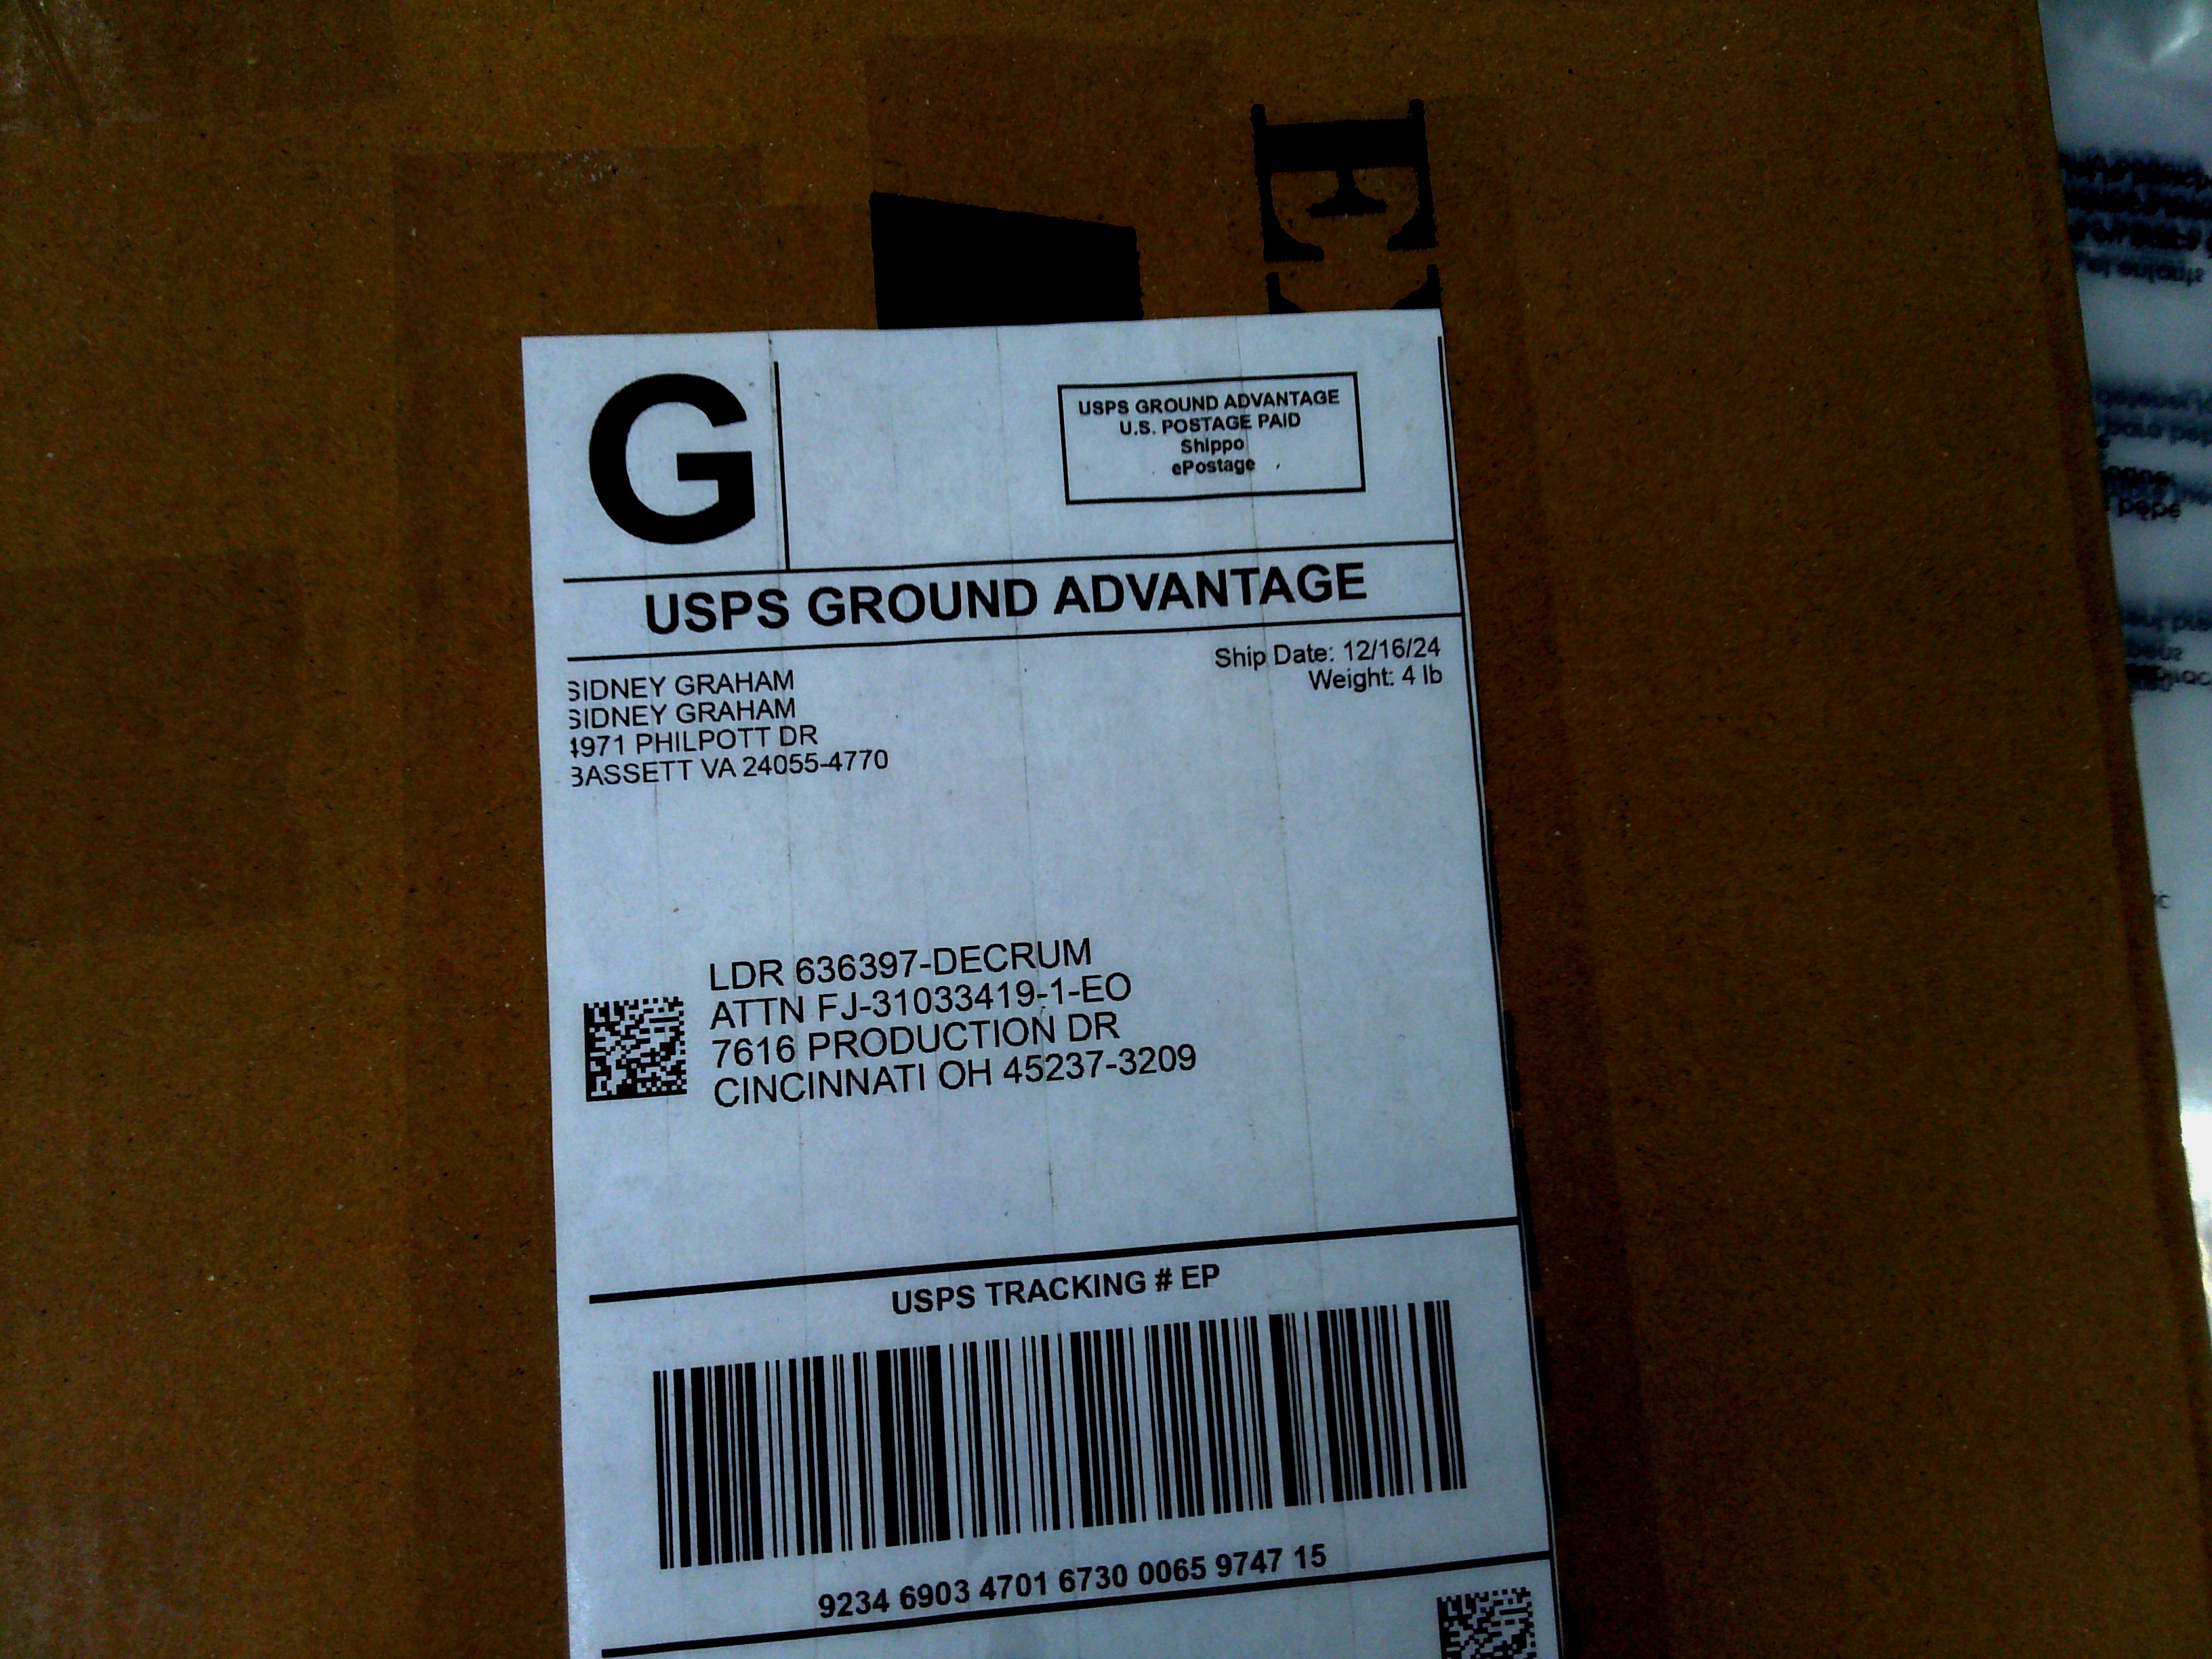 G
USPS GROUND ADVANTAGE
U.S. POSTAGE PAID
Shippo
ePostage
USPS GROUND ADVANTAGE
Ship Date: 12/16/24
Weight: 4 lb
SIDNEY GRAHAM
SIDNEY GRAHAM
4971 PHILPOTT DR
BASSETT VA 24055-4770
LDR 636397-DECRUM
ATTN FJ-31033419-1-EO
7616 PRODUCTION DR
CINCINNATI OH 45237-3209
USPS TRACKING # EP
9234 6903 4701 6730 0065 9747 15